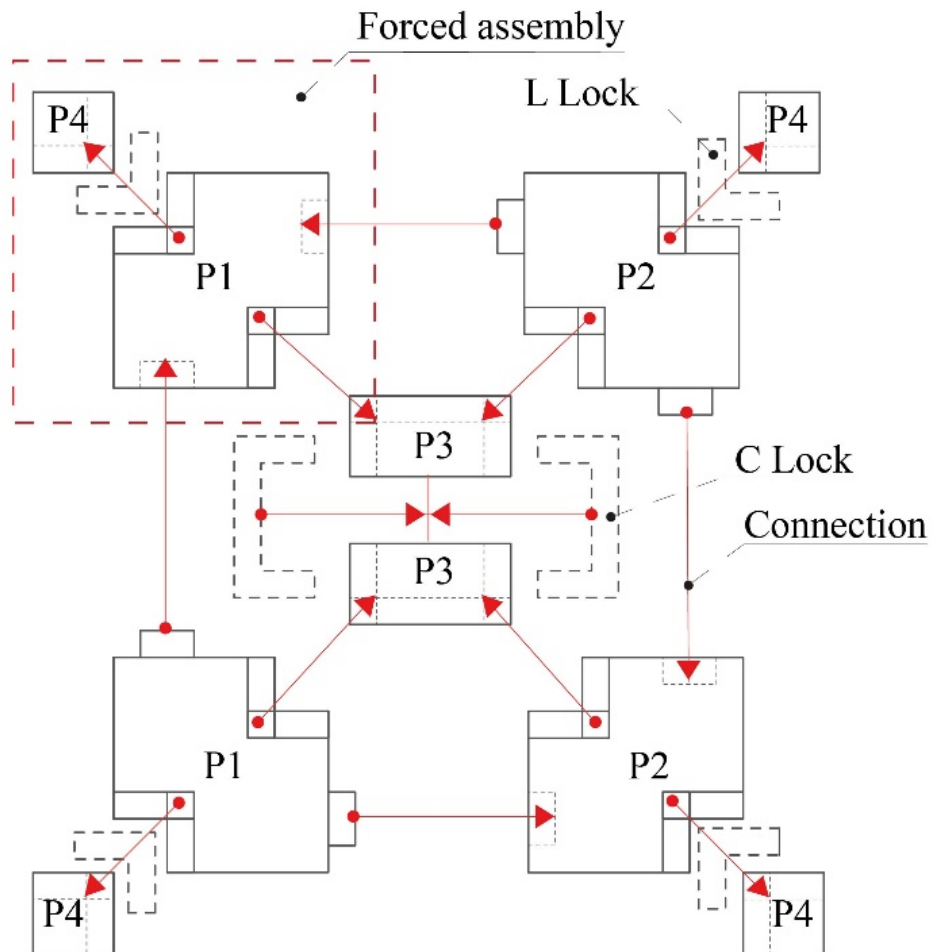 Forced assembly
L Lock
P4
P4
P1
P2
P3
C Lock
Connection
P3
P1
P2
P4
P4